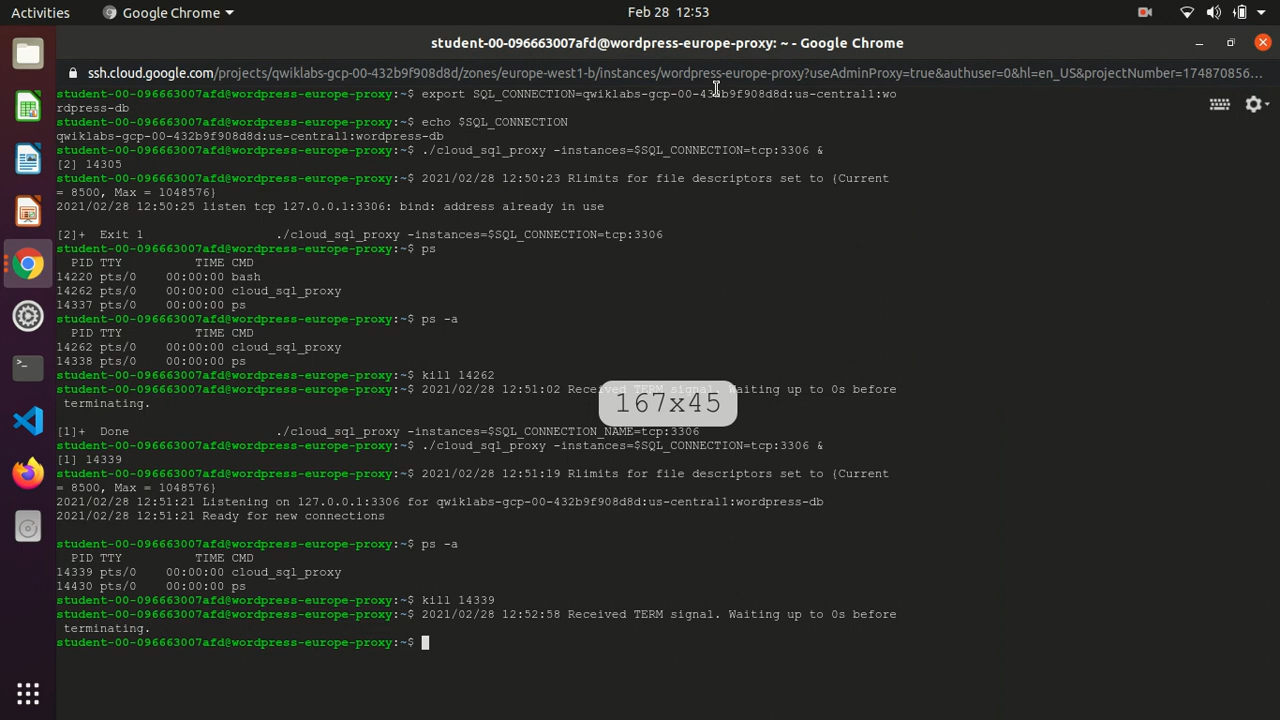 Activities
Google Chrome
Feb 28 12:53
student-00-096663007afd@wordpress-europe-proxy: ~ - Google Chrome
ssh.cloud.google.com/projects/qwiklabs-gcp-00-432b9f908d8d/zones/europe-west1-b/instances/wordpress-europe-proxy?useAdminProxy=true&authuser=0&hl=en_US&projectNumber=174870856...
student-00-096663007afd@wordpress-europe-proxy:~$ export SQL_CONNECTION=qwiklabs-gcp-00-432b9f908d8d:us-central1:wo
rdpress-db
student-00-096663007afd@wordpress-europe-proxy:~$ echo $SQL_CONNECTION
qwiklabs-gcp-00-432b9f908d8d:us-central1:wordpress-db
student-00-096663007afd@wordpress-europe-proxy:~$ ./cloud_sql_proxy -instances=$SQL_CONNECTION=tcp:3306 &
[2] 14305
student-00-096663007afd@wordpress-europe-proxy:~$ 2021/02/28 12:50:23 Rlimits for file descriptors set to {Current
= 8500, Max = 1048576}
2021/02/28 12:50:25 listen tcp 127.0.0.1:3306: bind: address already in use
[2]+  Exit 1                  ./cloud_sql_proxy -instances=$SQL_CONNECTION=tcp:3306
student-00-096663007afd@wordpress-europe-proxy:~$ ps
PID TTY          TIME CMD
14220 pts/0    00:00:00 bash
14262 pts/0    00:00:00 cloud_sql_proxy
14337 pts/0    00:00:00 ps
student-00-096663007afd@wordpress-europe-proxy:~$ ps -a
PID TTY          TIME CMD
14262 pts/0    00:00:00 cloud_sql_proxy
14338 pts/0    00:00:00 ps
student-00-096663007afd@wordpress-europe-proxy:~$ kill 14262
student-00-096663007afd@wordpress-europe-proxy:~$ 2021/02/28 12:51:02 Received TERM signal. Waiting up to 0s before
terminating.
167x45
[1]+  Done                    ./cloud_sql_proxy -instances=$SQL_CONNECTION_NAME=tcp:3306
student-00-096663007afd@wordpress-europe-proxy:~$ ./cloud_sql_proxy -instances=$SQL_CONNECTION=tcp:3306 &
[1] 14339
student-00-096663007afd@wordpress-europe-proxy:~$ 2021/02/28 12:51:19 Rlimits for file descriptors set to {Current
= 8500, Max = 1048576}
2021/02/28 12:51:21 Listening on 127.0.0.1:3306 for qwiklabs-gcp-00-432b9f908d8d:us-central1:wordpress-db
2021/02/28 12:51:21 Ready for new connections
student-00-096663007afd@wordpress-europe-proxy:~$ ps -a
PID TTY          TIME CMD
14339 pts/0    00:00:00 cloud_sql_proxy
14430 pts/0    00:00:00 ps
student-00-096663007afd@wordpress-europe-proxy:~$ kill 14339
student-00-096663007afd@wordpress-europe-proxy:~$ 2021/02/28 12:52:58 Received TERM signal. Waiting up to 0s before
terminating.
student-00-096663007afd@wordpress-europe-proxy:~$